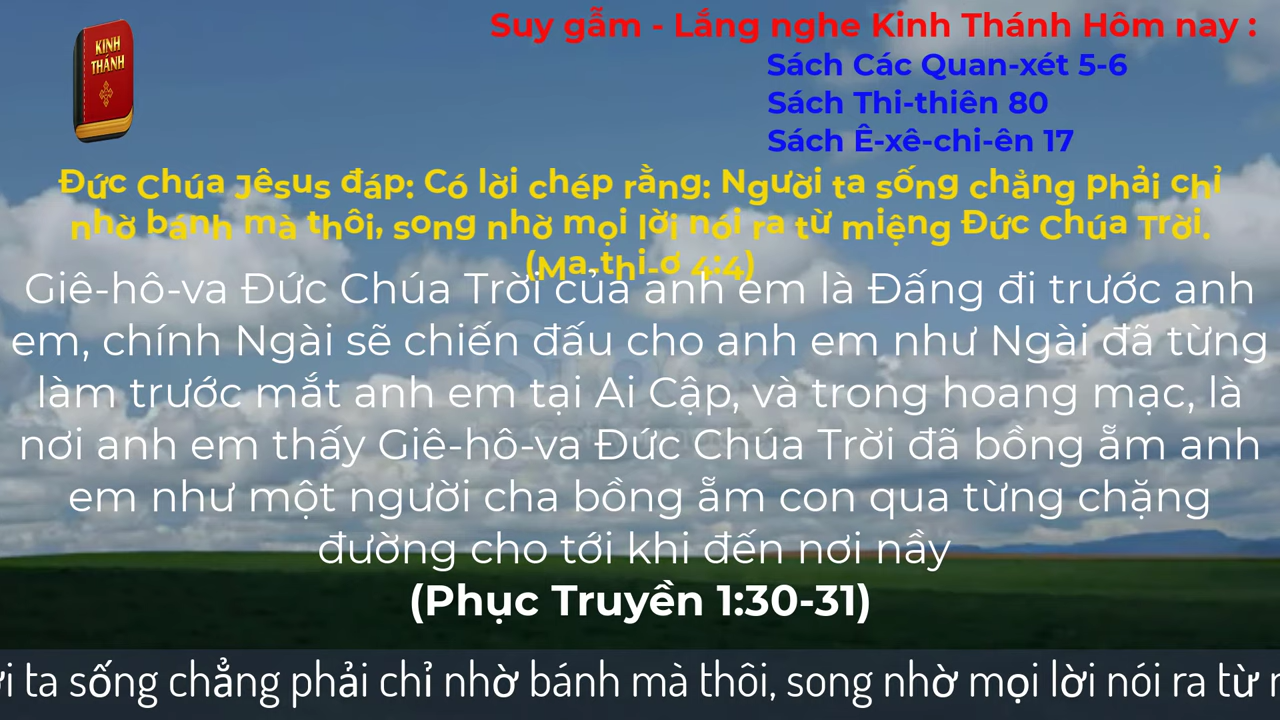 KINH
THÁNH
Suy gẫm - Lắng nghe Kinh Thánh Hôm nay :
Sách Các Quan-xét 5-6
Sách Thi-thiên 80
Sách Ê-xê-chi-ên 17
Đức Chúa Jêsus đáp: Có lời chép rằng: Người ta sống chẳng phải chỉ
nhờ bánh mà thôi, song nhờ mọi lời nói ra từ miệng Đức Chúa Trời.
(Ma-thi-ơ 4:4)
Giê-hô-va Đức Chúa Trời của anh em là Đấng đi trước anh
em, chính Ngài sẽ chiến đấu cho anh em như Ngài đã từng
làm trước mắt anh em tại Ai Cập, và trong hoang mạc, là
nơi anh em thấy Giê-hô-va Đức Chúa Trời đã bồng ẵm anh
em như một người cha bồng ẵm con qua từng chặng
đường cho tới khi đến nơi nầy
(Phục Truyền 1:30-31)
ta sống chẳng phải chỉ nhờ bánh mà thôi, song nhờ mọi lời nói ra từ